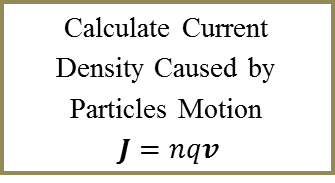 Calculate Current
Density Caused by
Particles Motion
𝑱 = 𝑛𝑞𝒗